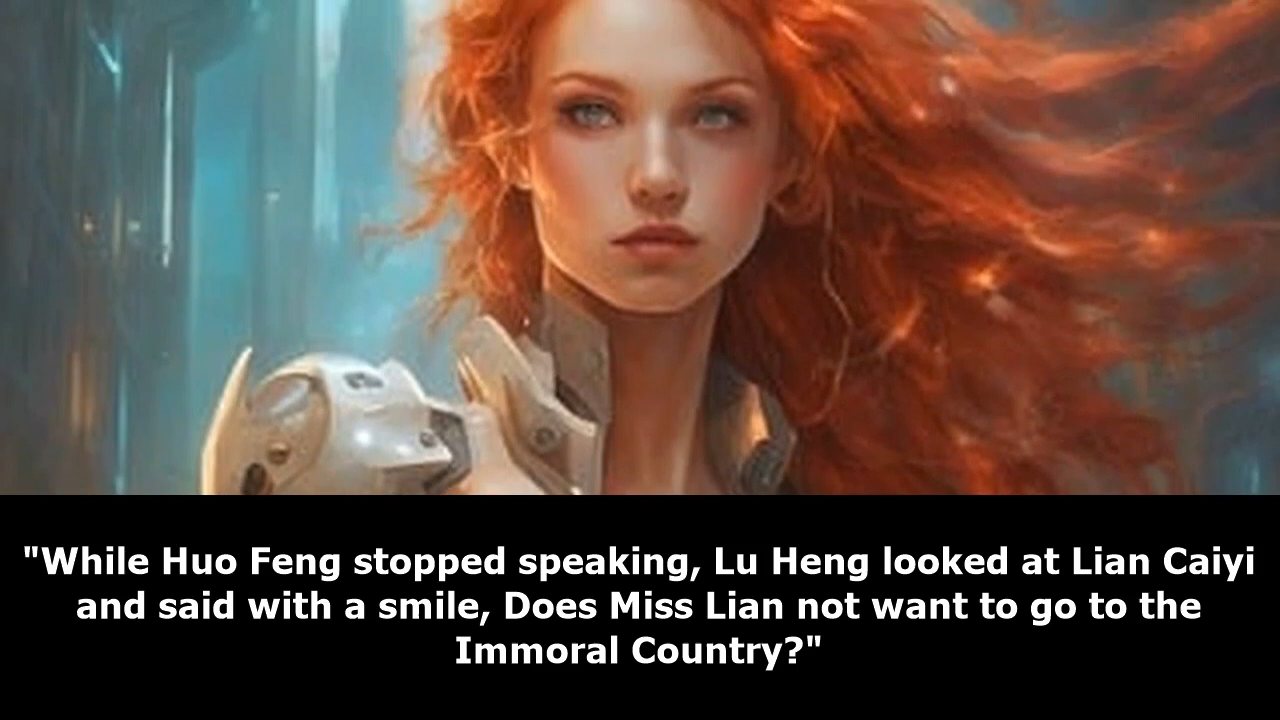 "While Huo Feng stopped speaking, Lu Heng looked at Lian Caiyi
and said with a smile, Does Miss Lian not want to go to the
Immoral Country?"